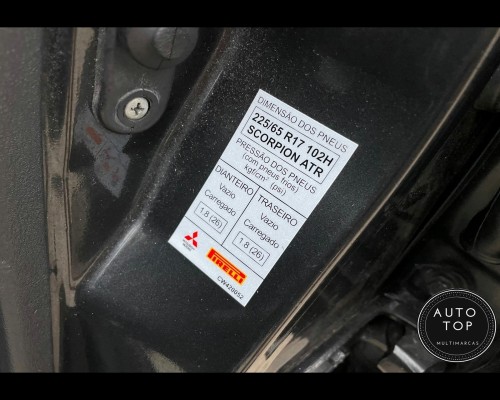 DIMENSÃO DOS PNEUS
225/65 R17 102H
SCORPION ATR
PRESSÃO DOS PNEUS
(com pneus frios)
kgf/cm² (psi)
DIANTEIRO
Vazio
Carregado
1.8 (26)
TRASEIRO
Vazio
Carregado
1.8 (26)
PIRELLI
CW420052
AUTO
TOP
MULTIMARCAS